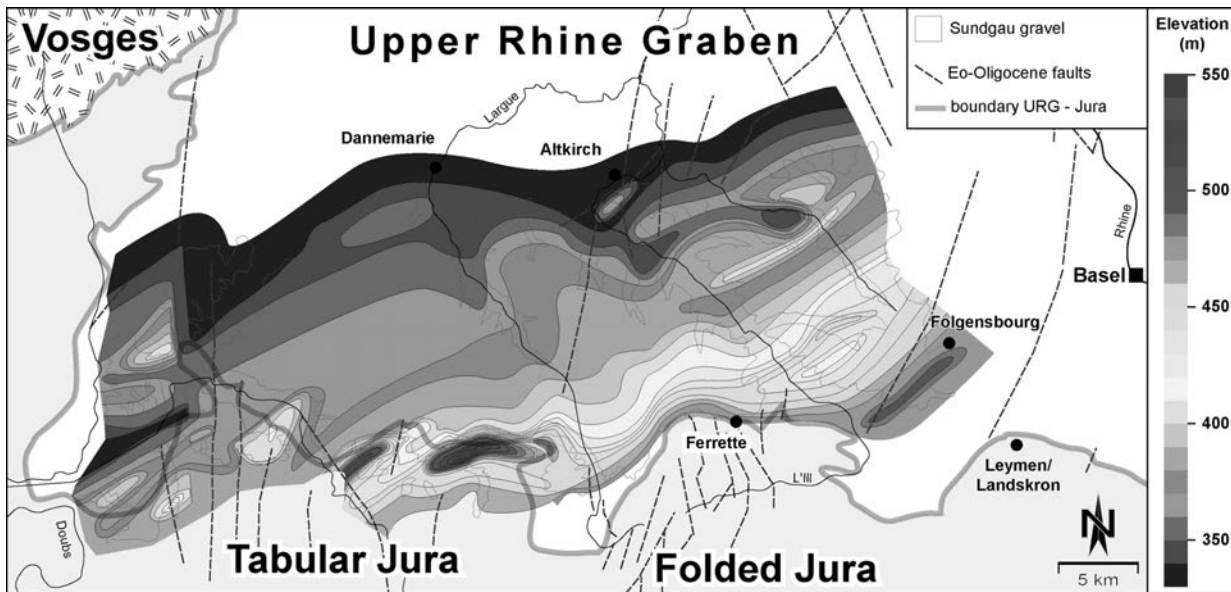 Vosges
Upper Rhine Graben
Sundgau gravel
Eo-Oligocene faults
boundary URG - Jura
Elevation
(m)
550
500
450
400
350
Largue
Dannemarie
Altkirch
Rhine
Basel
Folgensbourg
Ferrette
L'Ill
Leymen/
Landskron
Doubs
Tabular Jura
Folded Jura
N
5 km